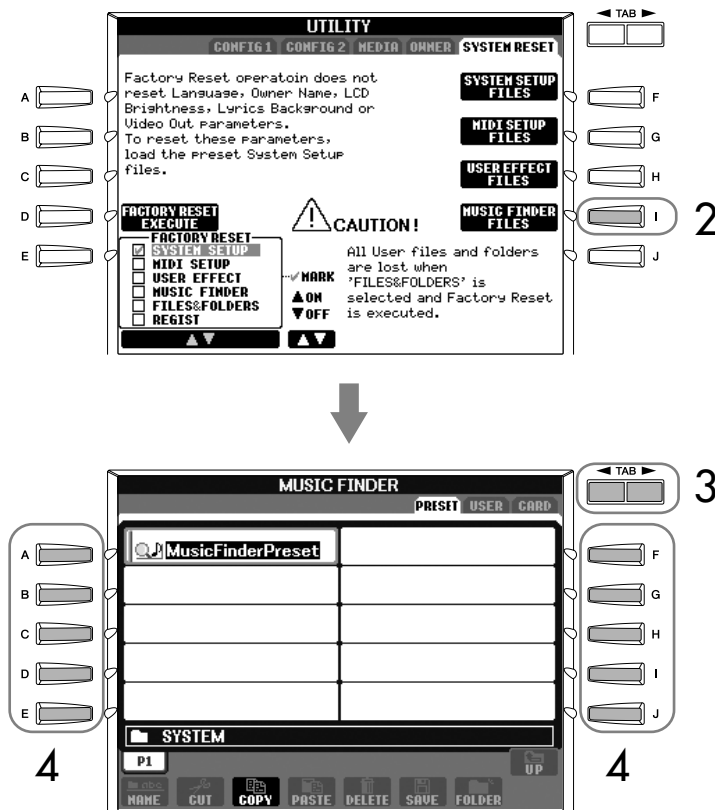 ◄ TAB ►
UTILITY
CONFIG 1 CONFIG 2 MEDIA OWNER SYSTEM RESET
Factory Reset operatoin does not
reset Language, Owner Name, LCD
Brightness, Lyrics Background or
Video Out parameters.
To reset these parameters,
load the preset System Setup
files.
SYSTEM SETUP
FILES
MIDI SETUP
FILES
USER EFFECT
FILES
MUSIC FINDER
FILES
A
B
C
D
E
F
G
H
I
J
2
FACTORY RESET
EXECUTE
FACTORY RESET
SYSTEM SETUP
MIDI SETUP
USER EFFECT
MUSIC FINDER
FILES&FOLDERS
REGIST
MARK
▲ON
▼OFF
▲▼
▲▼
CAUTION!
All User files and folders
are lost when
'FILES&FOLDERS' is
selected and Factory Reset
is executed.
◄ TAB ►
3
MUSIC FINDER
PRESET USER CARD
MusicFinderPreset
A
B
C
D
E
4
F
G
H
I
J
4
SYSTEM
P1
UP
NAME CUT COPY PASTE DELETE SAVE FOLDER